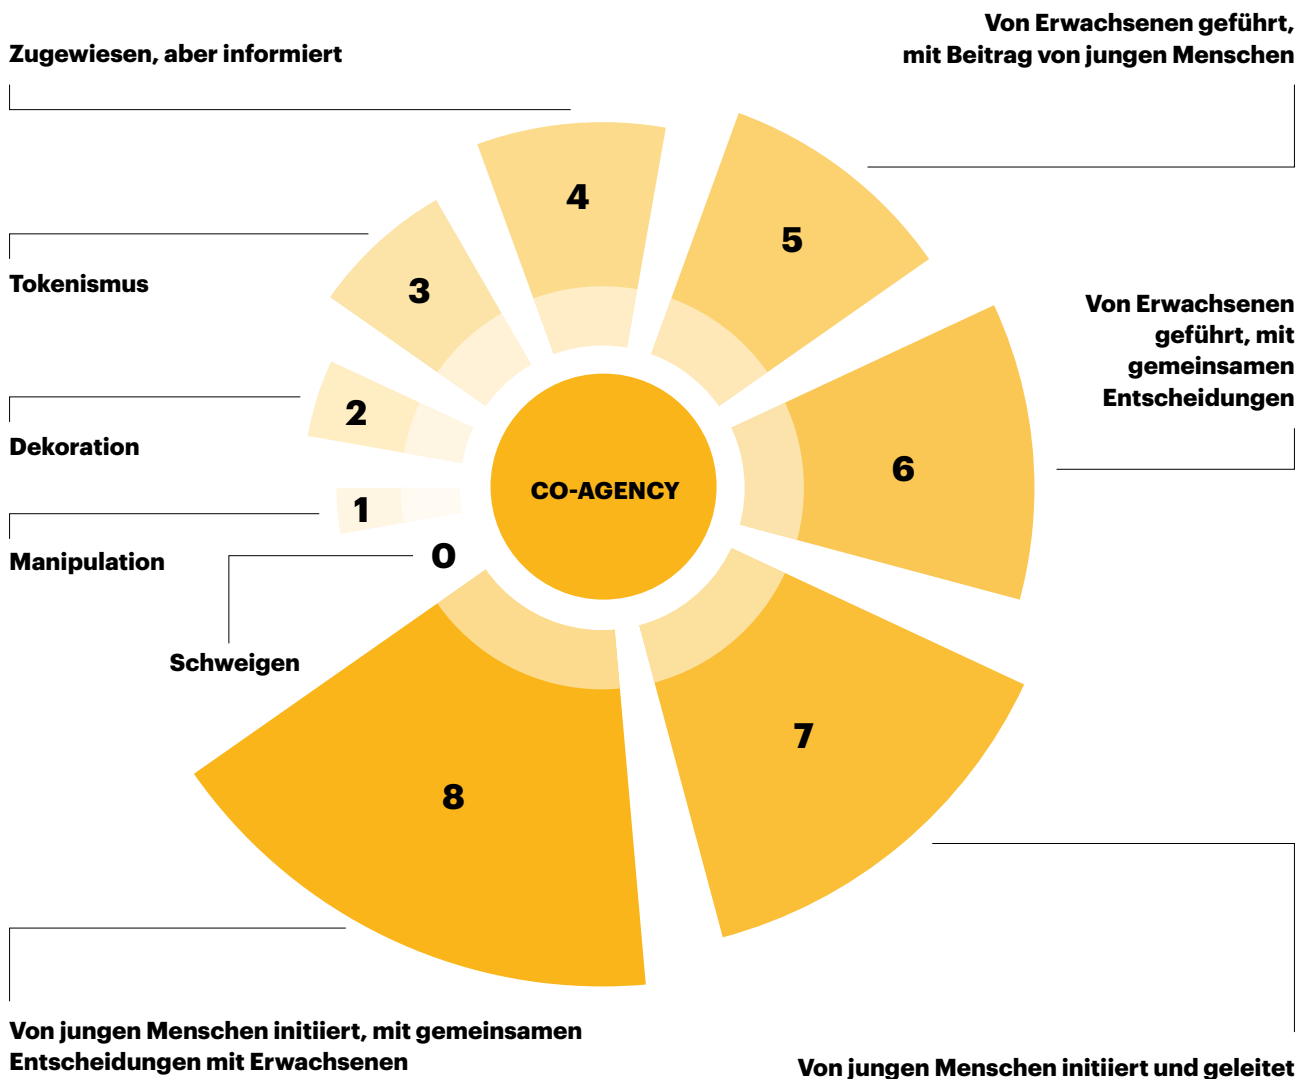 Von Erwachsenen geführt,
mit Beitrag von jungen Menschen
Zugewiesen, aber informiert
4
5
3
Tokenismus
Von Erwachsenen
geführt, mit
gemeinsamen
Entscheidungen
2
Dekoration
6
CO-AGENCY
1
Manipulation
0
Schweigen
7
8
Von jungen Menschen initiiert, mit gemeinsamen
Entscheidungen mit Erwachsenen
Von jungen Menschen initiiert und geleitet